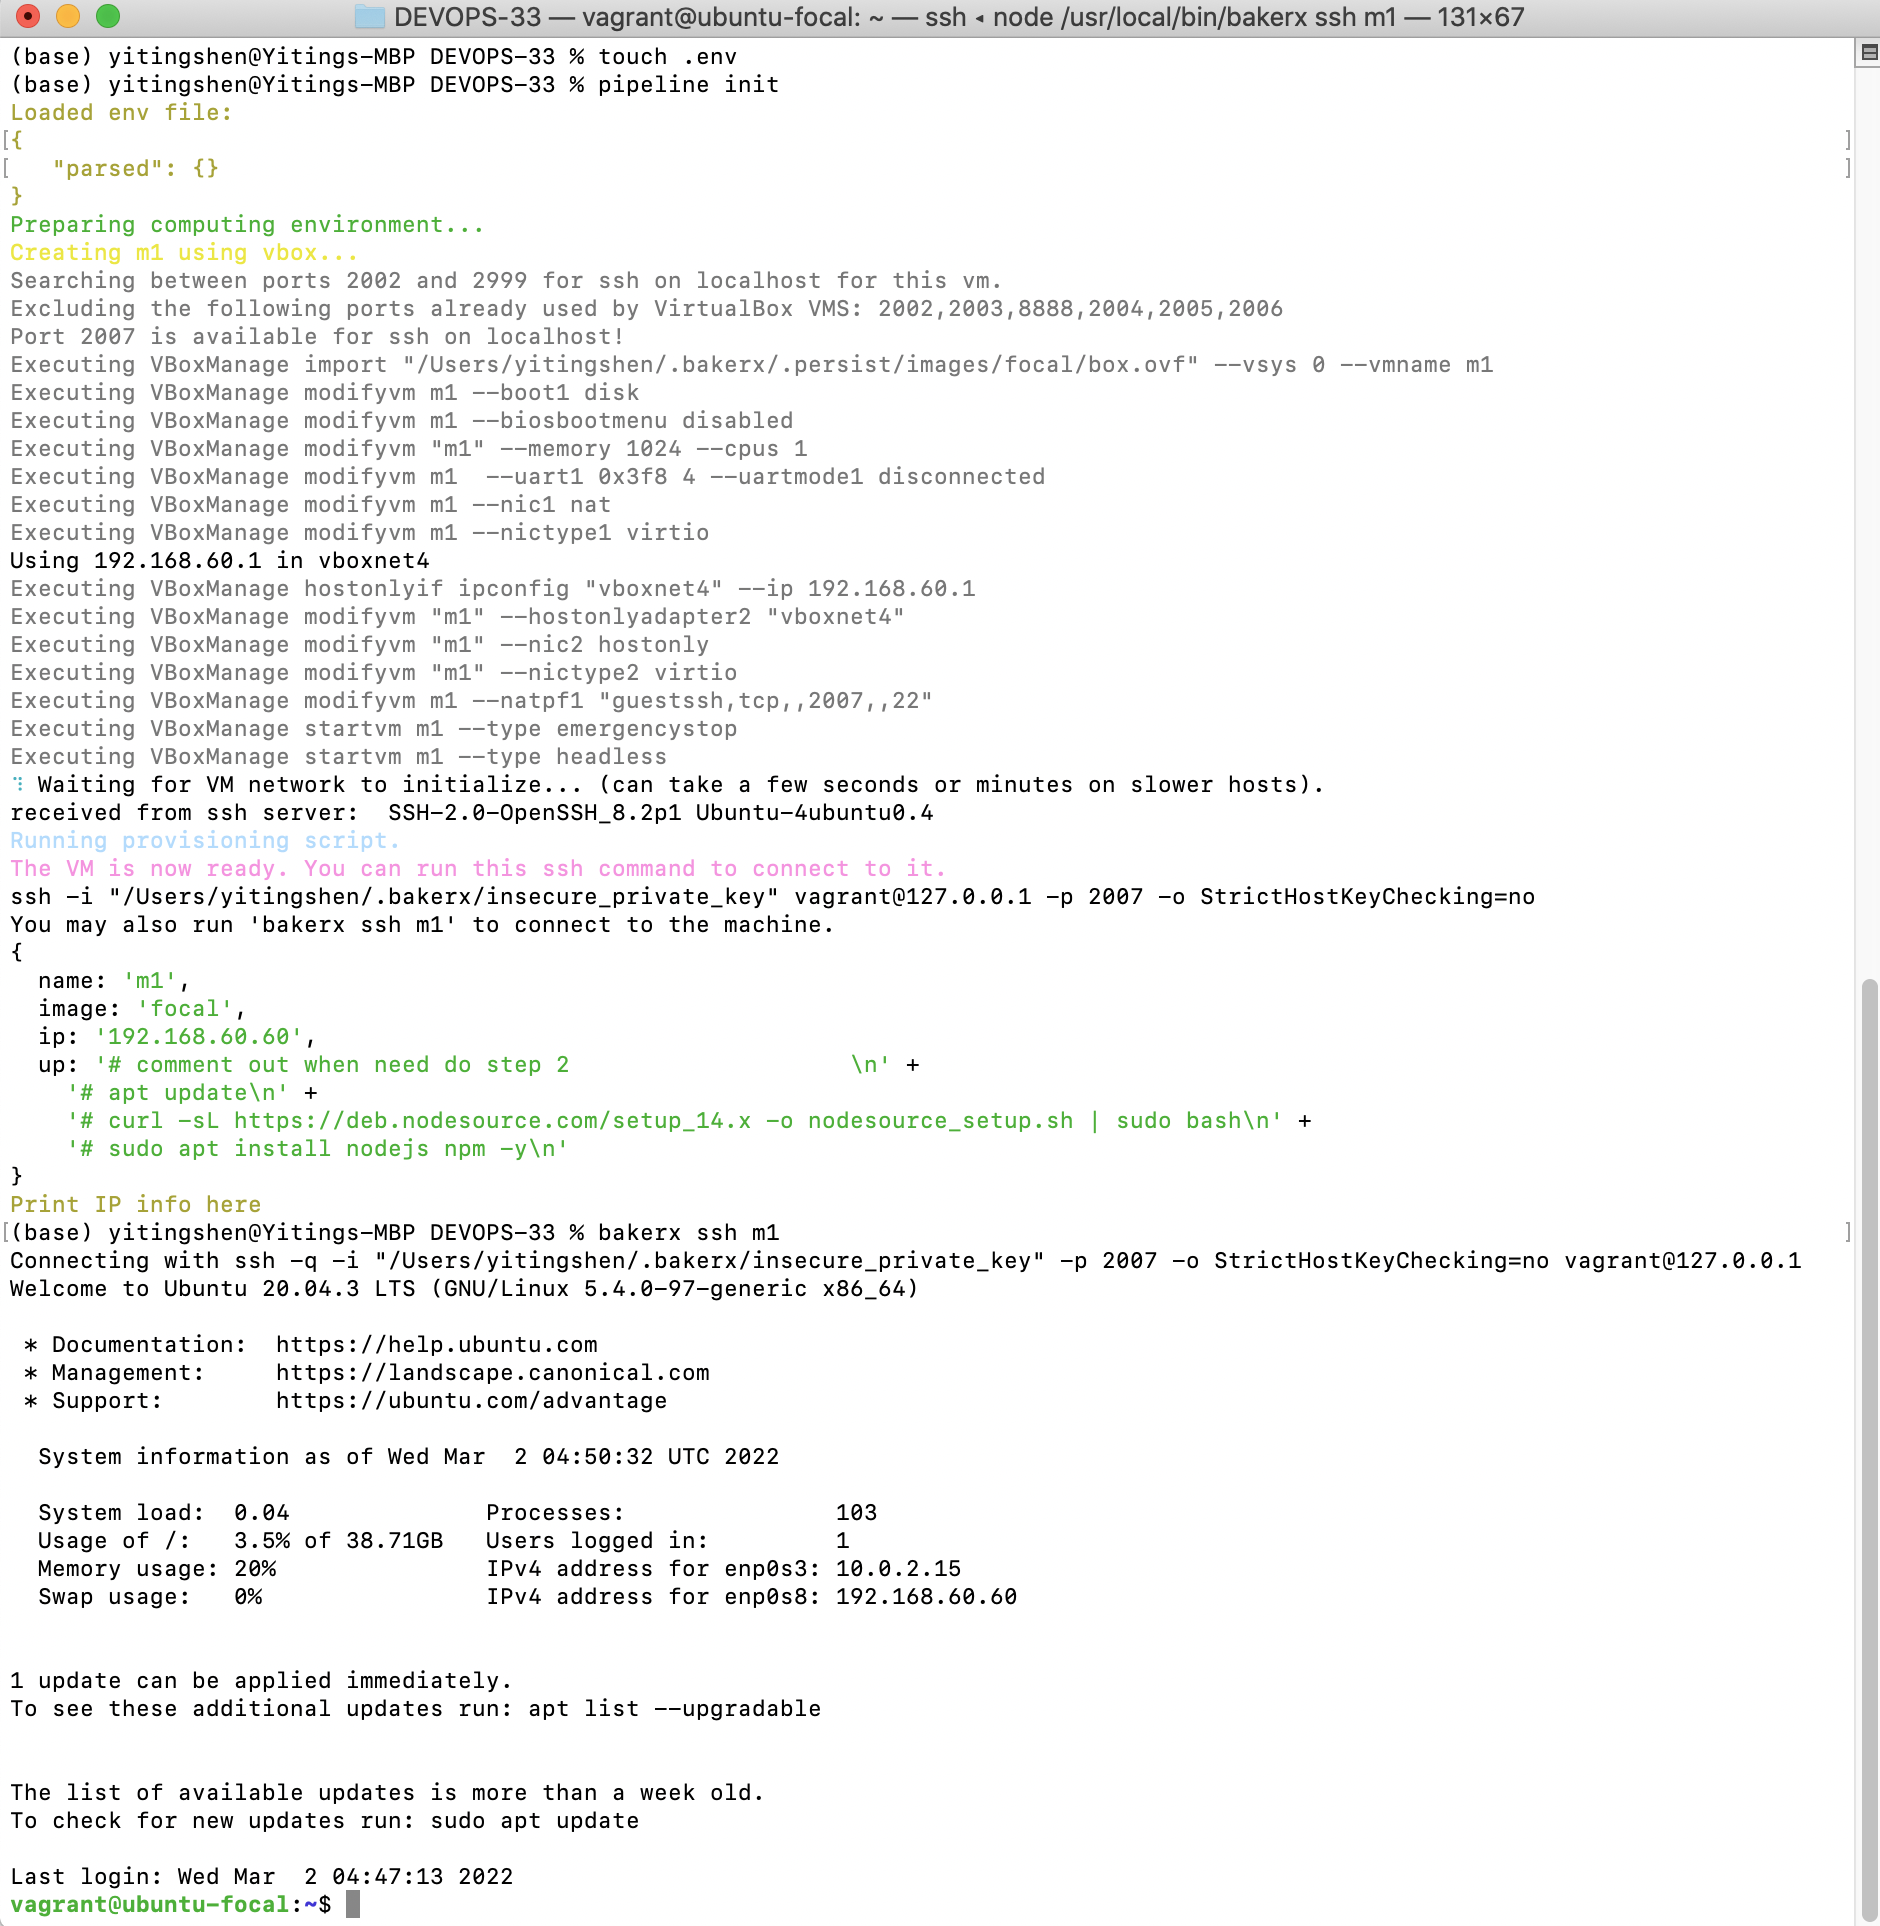 DEVOPS-33 — vagrant@ubuntu-focal: ~ — ssh ◂ node /usr/local/bin/bakerx ssh m1 — 131×67
(base) yitingshen@Yitings-MBP DEVOPS-33 % touch .env
(base) yitingshen@Yitings-MBP DEVOPS-33 % pipeline init
Loaded env file:
[{ ]
[   "parsed": {} ]
}
Preparing computing environment...
Creating m1 using vbox...
Searching between ports 2002 and 2999 for ssh on localhost for this vm.
Excluding the following ports already used by VirtualBox VMS: 2002,2003,8888,2004,2005,2006
Port 2007 is available for ssh on localhost!
Executing VBoxManage import "/Users/yitingshen/.bakerx/.persist/images/focal/box.ovf" --vsys 0 --vmname m1
Executing VBoxManage modifyvm m1 --boot1 disk
Executing VBoxManage modifyvm m1 --biosbootmenu disabled
Executing VBoxManage modifyvm "m1" --memory 1024 --cpus 1
Executing VBoxManage modifyvm m1  --uart1 0x3f8 4 --uartmode1 disconnected
Executing VBoxManage modifyvm m1 --nic1 nat
Executing VBoxManage modifyvm m1 --nictype1 virtio
Using 192.168.60.1 in vboxnet4
Executing VBoxManage hostonlyif ipconfig "vboxnet4" --ip 192.168.60.1
Executing VBoxManage modifyvm "m1" --hostonlyadapter2 "vboxnet4"
Executing VBoxManage modifyvm "m1" --nic2 hostonly
Executing VBoxManage modifyvm "m1" --nictype2 virtio
Executing VBoxManage modifyvm m1 --natpf1 "guestssh,tcp,,2007,,22"
Executing VBoxManage startvm m1 --type emergencystop
Executing VBoxManage startvm m1 --type headless
⠹ Waiting for VM network to initialize... (can take a few seconds or minutes on slower hosts).
received from ssh server:  SSH-2.0-OpenSSH_8.2p1 Ubuntu-4ubuntu0.4
Running provisioning script.
The VM is now ready. You can run this ssh command to connect to it.
ssh -i "/Users/yitingshen/.bakerx/insecure_private_key" vagrant@127.0.0.1 -p 2007 -o StrictHostKeyChecking=no
You may also run 'bakerx ssh m1' to connect to the machine.
{
  name: 'm1',
  image: 'focal',
  ip: '192.168.60.60',
  up: '# comment out when need do step 2                    \n' +
    '# apt update\n' +
    '# curl -sL https://deb.nodesource.com/setup_14.x -o nodesource_setup.sh | sudo bash\n' +
    '# sudo apt install nodejs npm -y\n'
}
Print IP info here
[(base) yitingshen@Yitings-MBP DEVOPS-33 % bakerx ssh m1 ]
Connecting with ssh -q -i "/Users/yitingshen/.bakerx/insecure_private_key" -p 2007 -o StrictHostKeyChecking=no vagrant@127.0.0.1
Welcome to Ubuntu 20.04.3 LTS (GNU/Linux 5.4.0-97-generic x86_64)
 * Documentation:  https://help.ubuntu.com
 * Management:     https://landscape.canonical.com
 * Support:        https://ubuntu.com/advantage
  System information as of Wed Mar  2 04:50:32 UTC 2022
  System load:  0.04              Processes:               103
  Usage of /:   3.5% of 38.71GB   Users logged in:         1
  Memory usage: 20%               IPv4 address for enp0s3: 10.0.2.15
  Swap usage:   0%                IPv4 address for enp0s8: 192.168.60.60
1 update can be applied immediately.
To see these additional updates run: apt list --upgradable
The list of available updates is more than a week old.
To check for new updates run: sudo apt update
Last login: Wed Mar  2 04:47:13 2022
vagrant@ubuntu-focal:~$